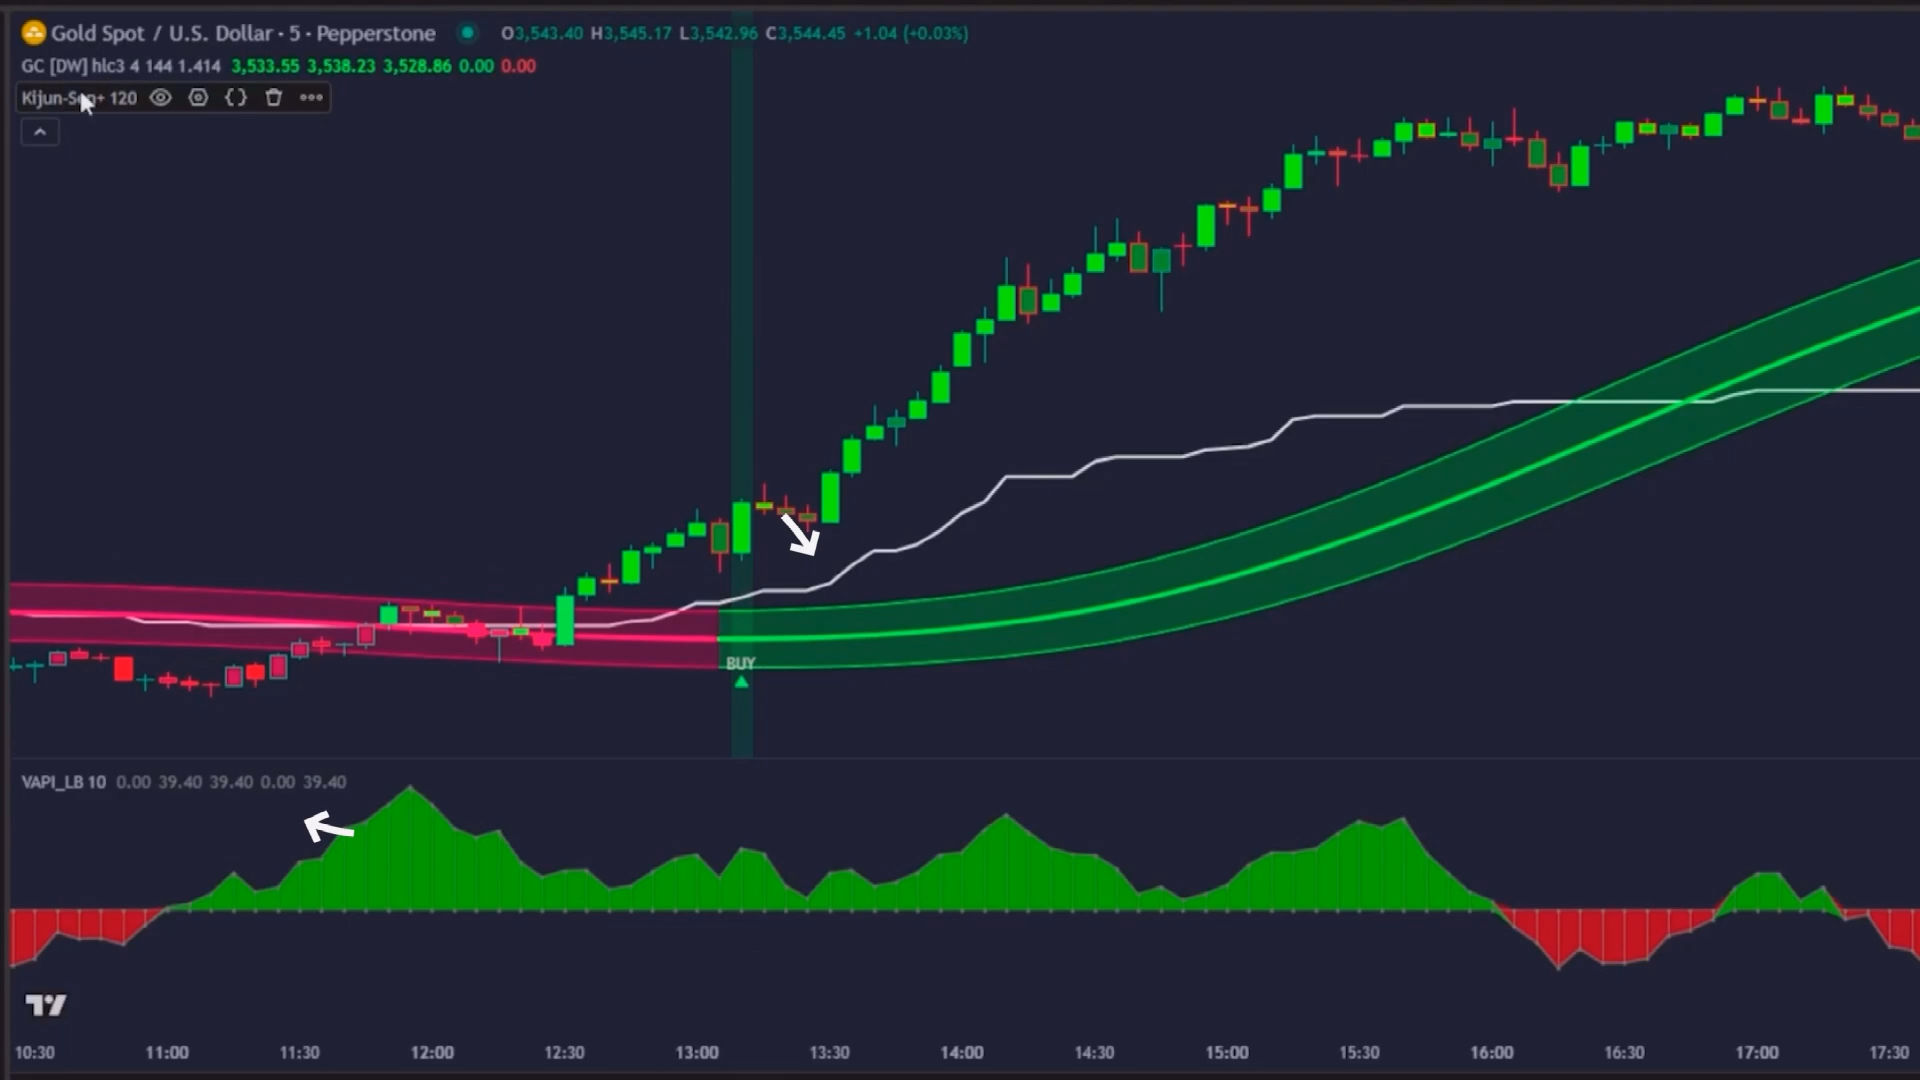 Gold Spot / U.S. Dollar · 5 · Pepperstone O3,543.40 H3,545.17 L3,542.96 C3,544.45 +1.04 (+0.03%)
GC [DW] hlc3 4 144 1.414 3,533.55 3,538.23 3,528.86 0.00 0.00
Kijun-Sen+ 120
BUY
VAPI_LB 10 0.00 39.40 39.40 0.00 39.40
10:30 11:00 11:30 12:00 12:30 13:00 13:30 14:00 14:30 15:00 15:30 16:00 16:30 17:00 17:30